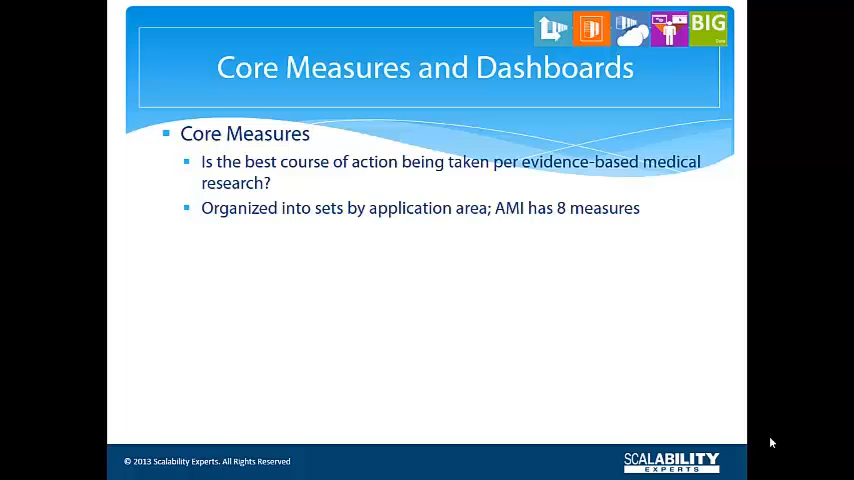 BIG
Core Measures and Dashboards
Core Measures
Is the best course of action being taken per evidence-based medical
research?
Organized into sets by application area; AMI has 8 measures
© 2013 Scalability Experts. All Rights Reserved
SCALABILITY
EXPERTS